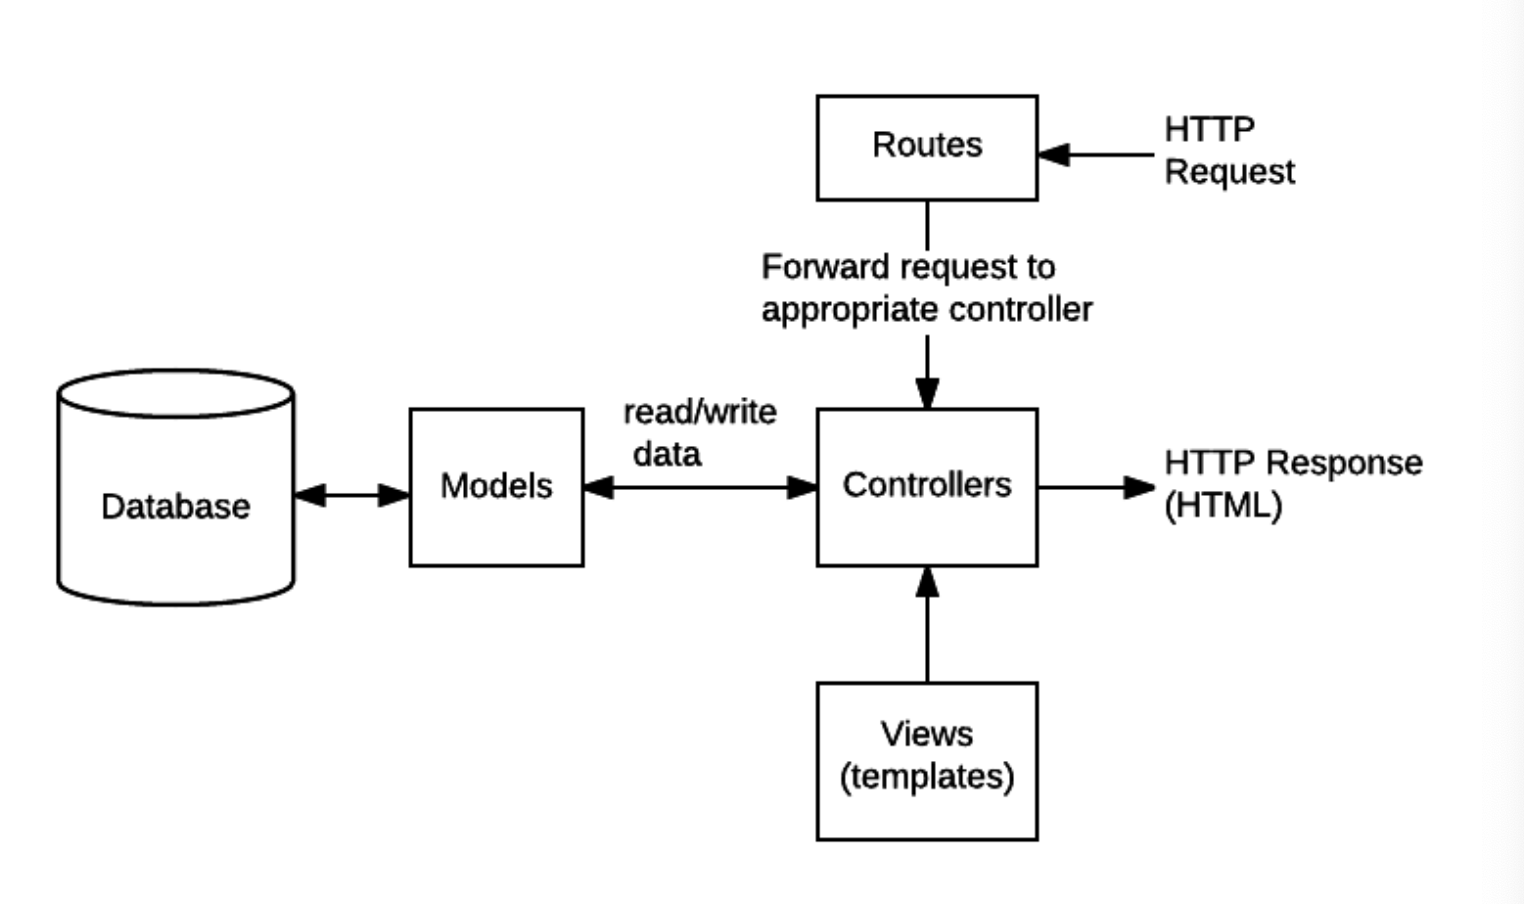 Routes
HTTP
Request
Forward request to
appropriate controller
read/write
data
Database
Models
Controllers
HTTP Response
(HTML)
Views
(templates)